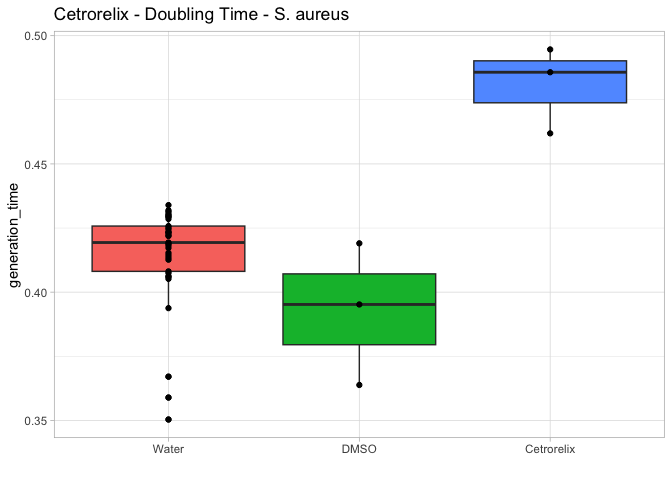 Cetrorelix - Doubling Time - S. aureus
generation_time
0.50
0.45
0.40
0.35
Water DMSO Cetrorelix